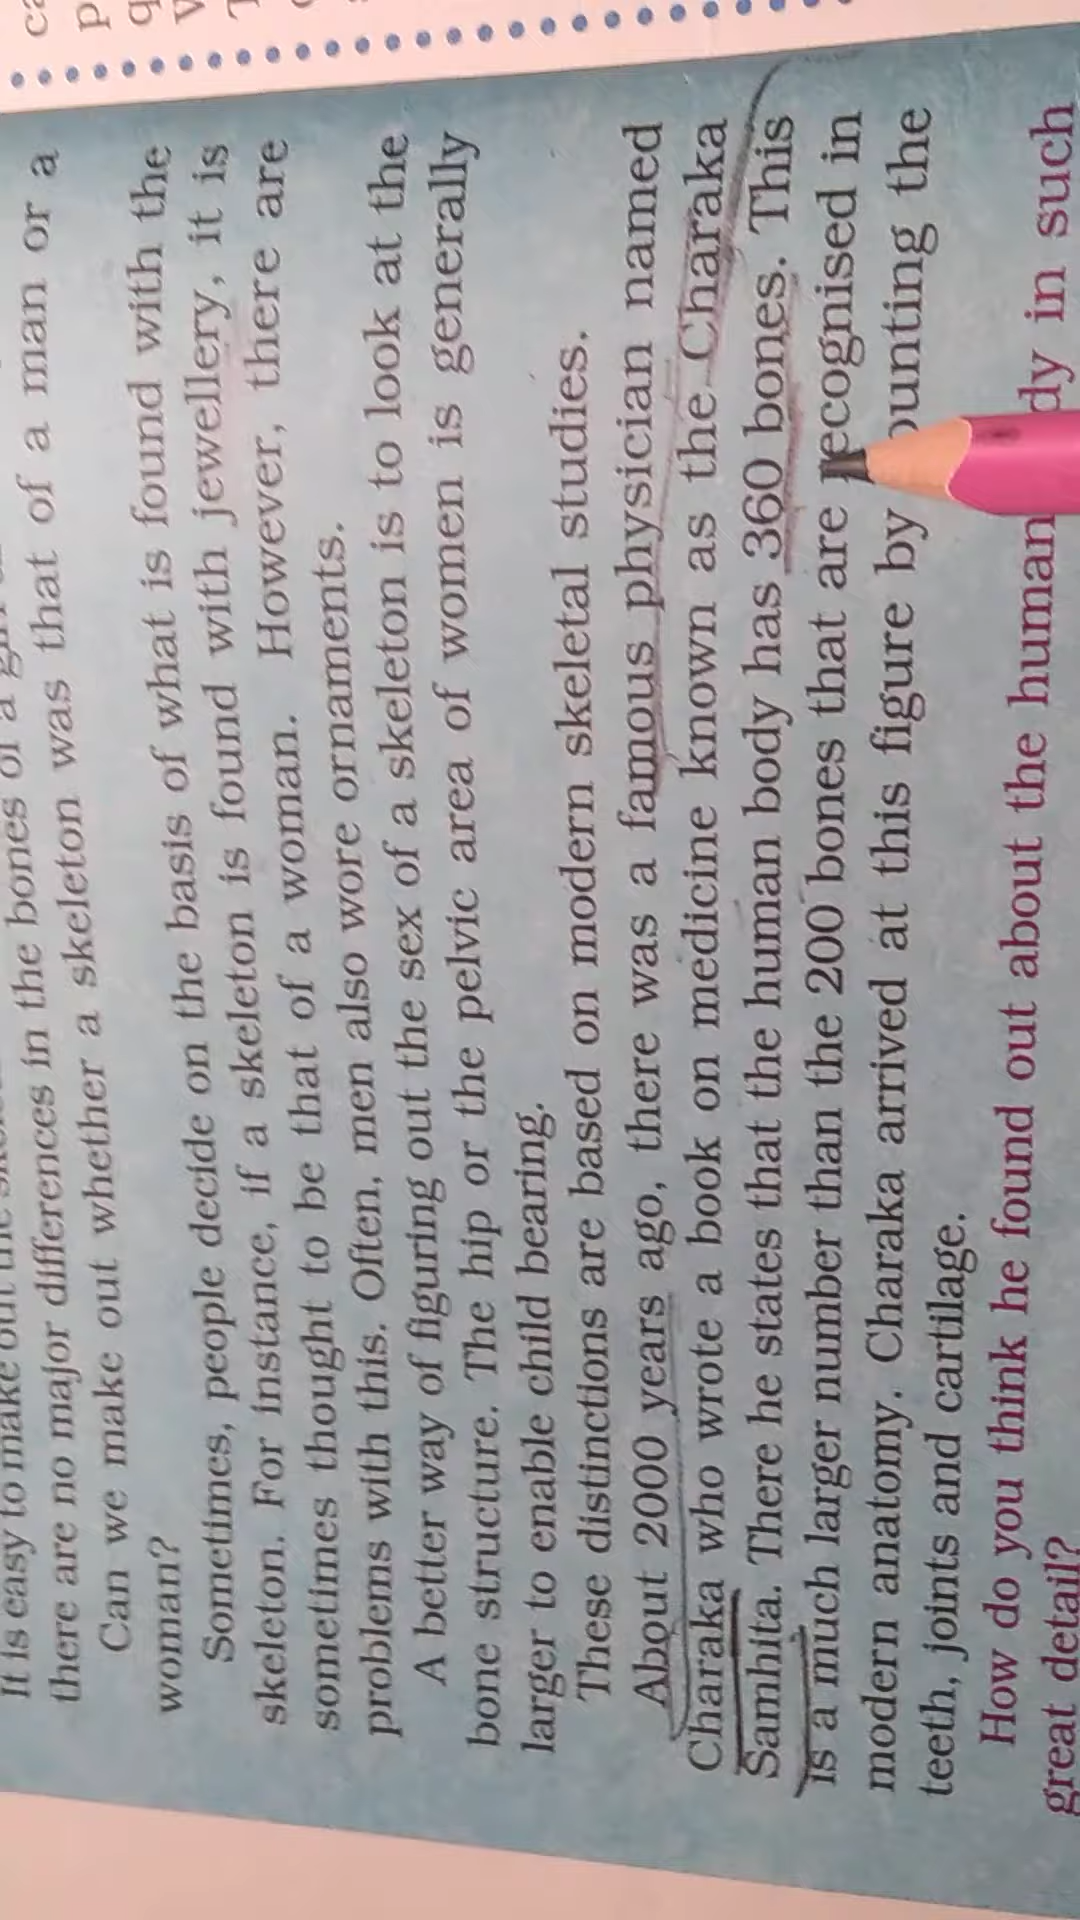 It is easy to make out the
there are no major differences in the bones of a
Can we make out whether a skeleton was that of a man or a
woman?
Sometimes, people decide on the basis of what is found with the
skeleton. For instance, if a skeleton is found with jewellery, it is
sometimes thought to be that of a woman. However, there are
problems with this. Often, men also wore ornaments.
A better way of figuring out the sex of a skeleton is to look at the
bone structure. The hip or the pelvic area of women is generally
larger to enable child bearing.
These distinctions are based on modern skeletal studies.
About 2000 years ago, there was a famous physician named
Charaka who wrote a book on medicine known as the Charaka
Samhita. There he states that the human body has 360 bones. This
is a much larger number than the 200 bones that are recognised in
modern anatomy. Charaka arrived at this figure by the
teeth, joints and cartilage.
How do you think he found out about the human in such
great detail?